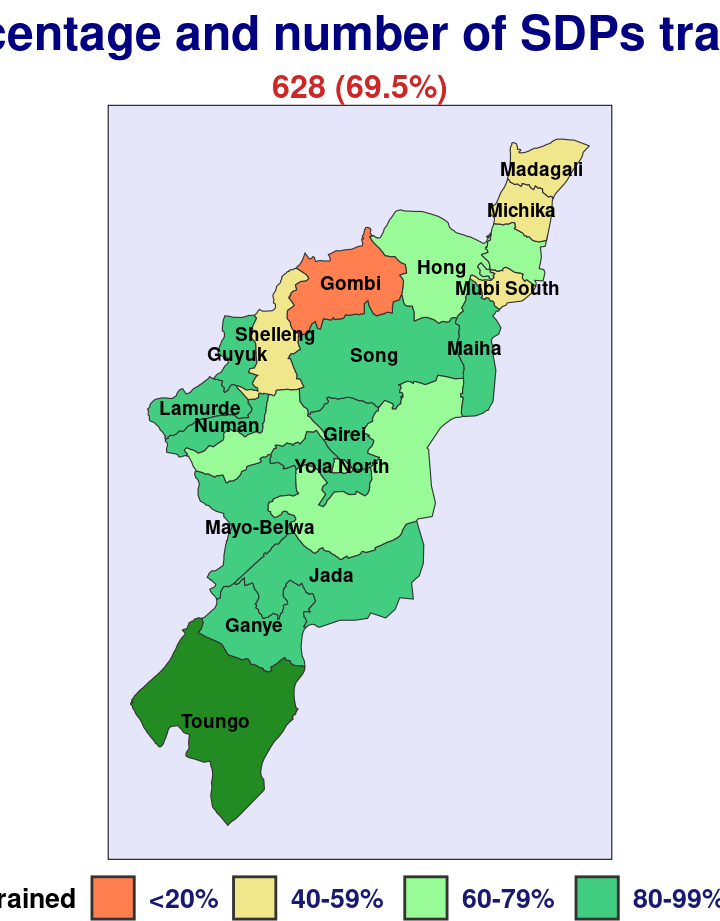 centage and number of SDPs tra
628 (69.5%)
Madagali
Michika
Hong
Gombi
Mubi South
Shelleng
Guyuk
Song
Maiha
Lamurde
Numan
Girei
Yola North
Mayo-Belwa
Jada
Ganye
Toungo
rained <20% 40-59% 60-79% 80-99%